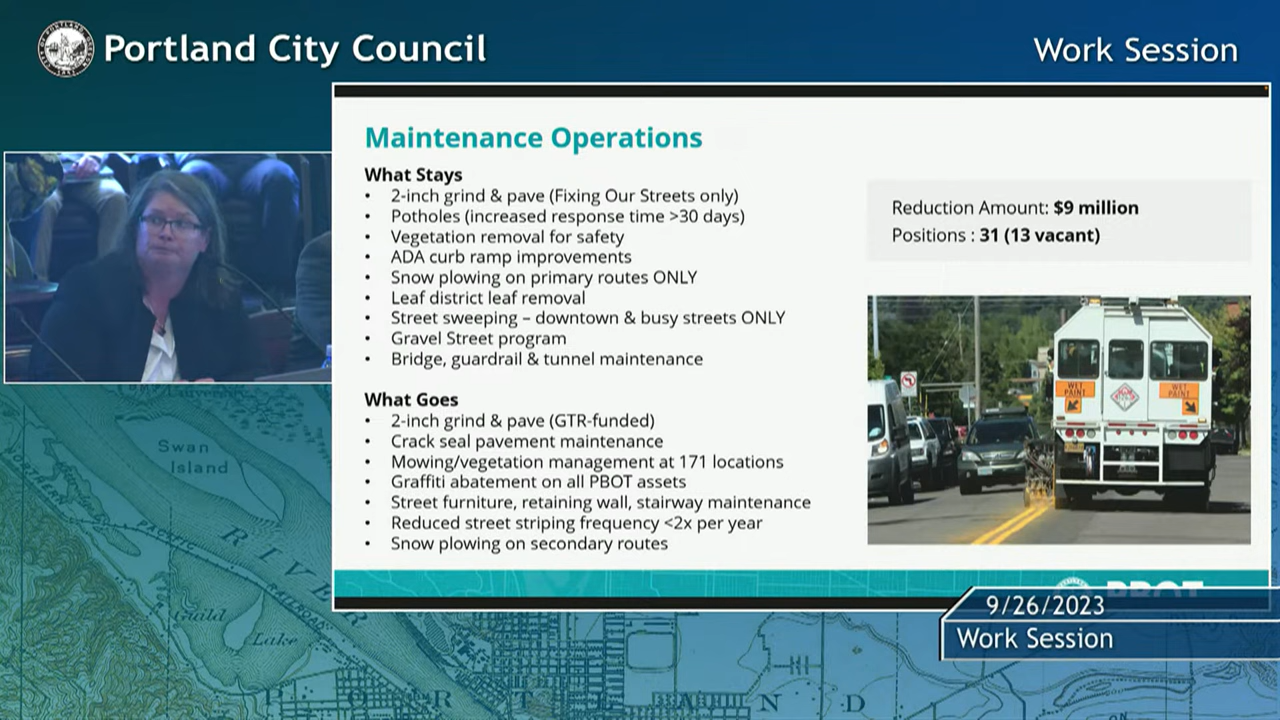 Portland City Council
Work Session
Maintenance Operations
What Stays
• 2-inch grind & pave (Fixing Our Streets only)
• Potholes (increased response time >30 days)
• Vegetation removal for safety
• ADA curb ramp improvements
• Snow plowing on primary routes ONLY
• Leaf district leaf removal
• Street sweeping – downtown & busy streets ONLY
• Gravel Street program
• Bridge, guardrail & tunnel maintenance
What Goes
• 2-inch grind & pave (GTR-funded)
• Crack seal pavement maintenance
• Mowing/vegetation management at 171 locations
• Graffiti abatement on all PBOT assets
• Street furniture, retaining wall, stairway maintenance
• Reduced street striping frequency <2x per year
• Snow plowing on secondary routes
Reduction Amount: $9 million
Positions : 31 (13 vacant)
WET
PAINT
WET
PAINT
PBOT
9/26/2023
Work Session
Swan
Island
RIVER
PACIFIC
RAILROAD
Guild
Lake
PORTLAND